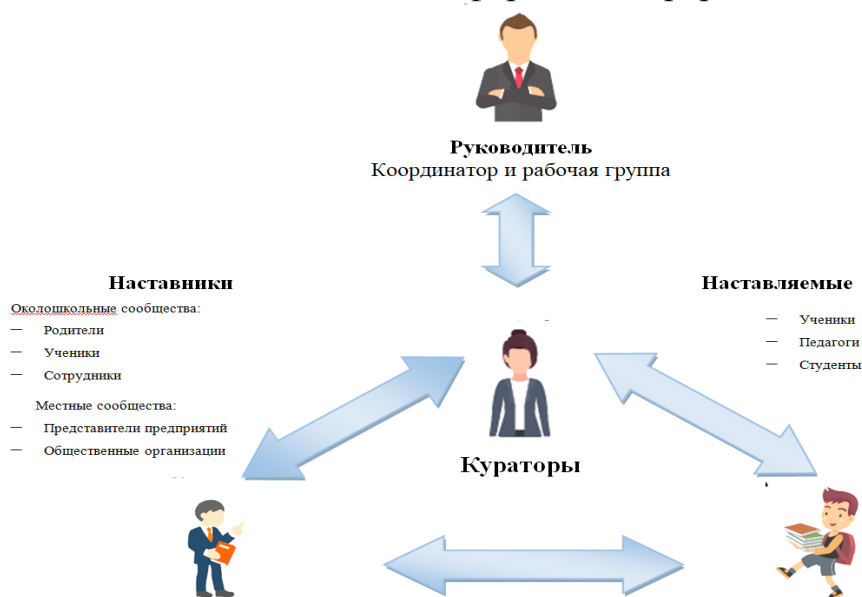 Руководитель
Координатор и рабочая группа
Наставники
Околошкольные сообщества:
— Родители
— Ученики
— Сотрудники
Местные сообщества:
— Представители предприятий
— Общественные организации
Наставляемые
— Ученики
— Педагоги
— Студенты
Кураторы